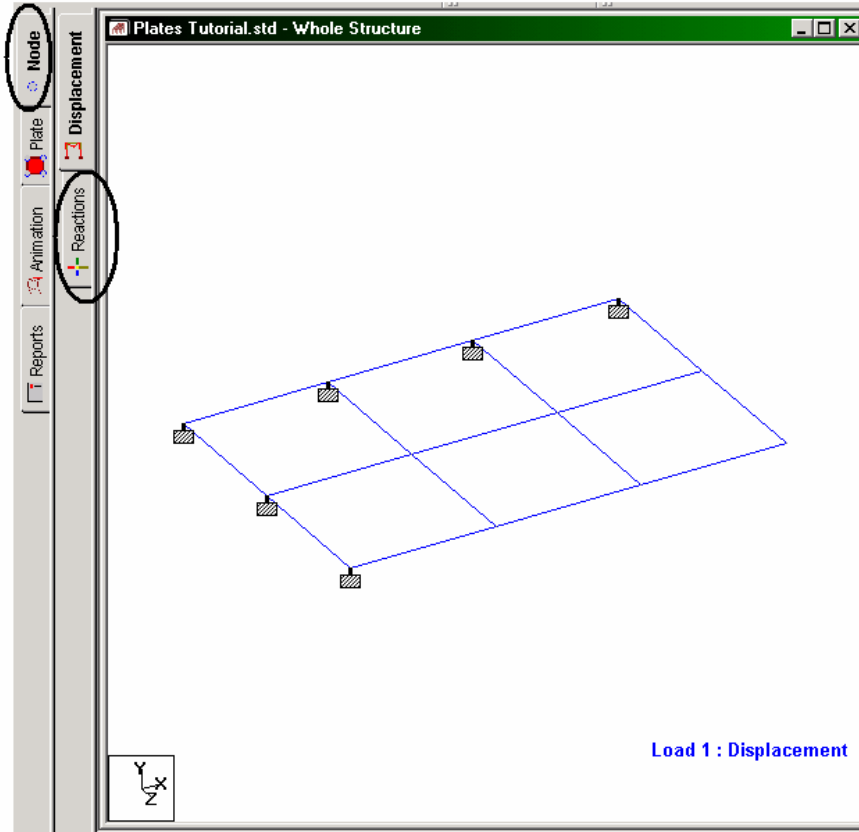 Node
Plate
Animation
Reports
Displacement
Reactions
Plates Tutorial.std - Whole Structure
Load 1 : Displacement
Y
X
Z